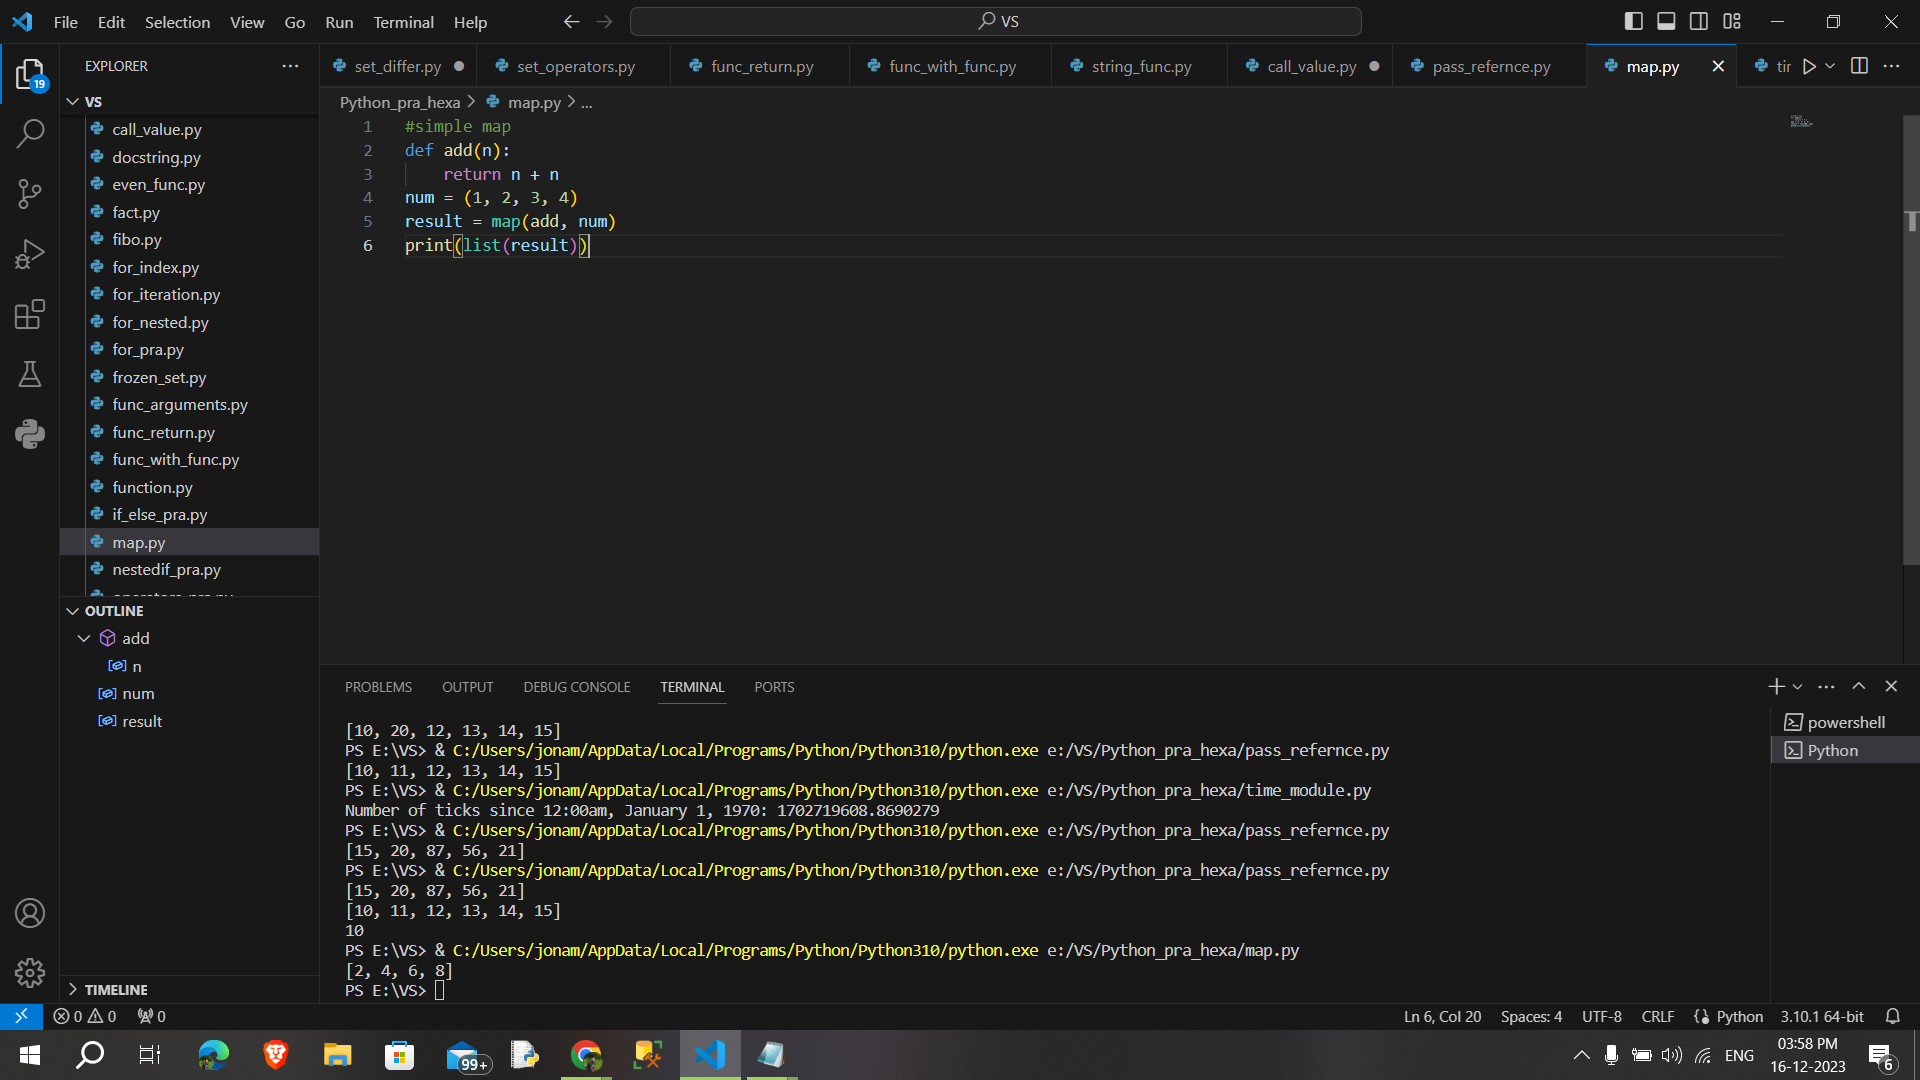 File Edit Selection View Go Run Terminal Help
VS
EXPLORER
19
set_differ.py
set_operators.py
func_return.py
func_with_func.py
string_func.py
call_value.py
pass_refernce.py
map.py
VS
call_value.py
docstring.py
even_func.py
fact.py
fibo.py
for_index.py
for_iteration.py
for_nested.py
for_pra.py
frozen_set.py
func_arguments.py
func_return.py
func_with_func.py
function.py
if_else_pra.py
map.py
nestedif_pra.py
OUTLINE
add
n
num
result
TIMELINE
Python_pra_hexa > map.py > ...
1 #simple map
2 def add(n):
3 return n + n
4 num = (1, 2, 3, 4)
5 result = map(add, num)
6 print(list(result))
PROBLEMS OUTPUT DEBUG CONSOLE TERMINAL PORTS
[10, 20, 12, 13, 14, 15]
PS E:\VS> & C:/Users/jonam/AppData/Local/Programs/Python/Python310/python.exe e:/VS/Python_pra_hexa/pass_refernce.py
[10, 11, 12, 13, 14, 15]
PS E:\VS> & C:/Users/jonam/AppData/Local/Programs/Python/Python310/python.exe e:/VS/Python_pra_hexa/time_module.py
Number of ticks since 12:00am, January 1, 1970: 1702719608.8690279
PS E:\VS> & C:/Users/jonam/AppData/Local/Programs/Python/Python310/python.exe e:/VS/Python_pra_hexa/pass_refernce.py
[15, 20, 87, 56, 21]
PS E:\VS> & C:/Users/jonam/AppData/Local/Programs/Python/Python310/python.exe e:/VS/Python_pra_hexa/pass_refernce.py
[15, 20, 87, 56, 21]
[10, 11, 12, 13, 14, 15]
10
PS E:\VS> & C:/Users/jonam/AppData/Local/Programs/Python/Python310/python.exe e:/VS/Python_pra_hexa/map.py
[2, 4, 6, 8]
PS E:\VS>
powershell
Python
0 0 0
Ln 6, Col 20 Spaces: 4 UTF-8 CRLF Python 3.10.1 64-bit
99+
ENG
03:58 PM
16-12-2023
6